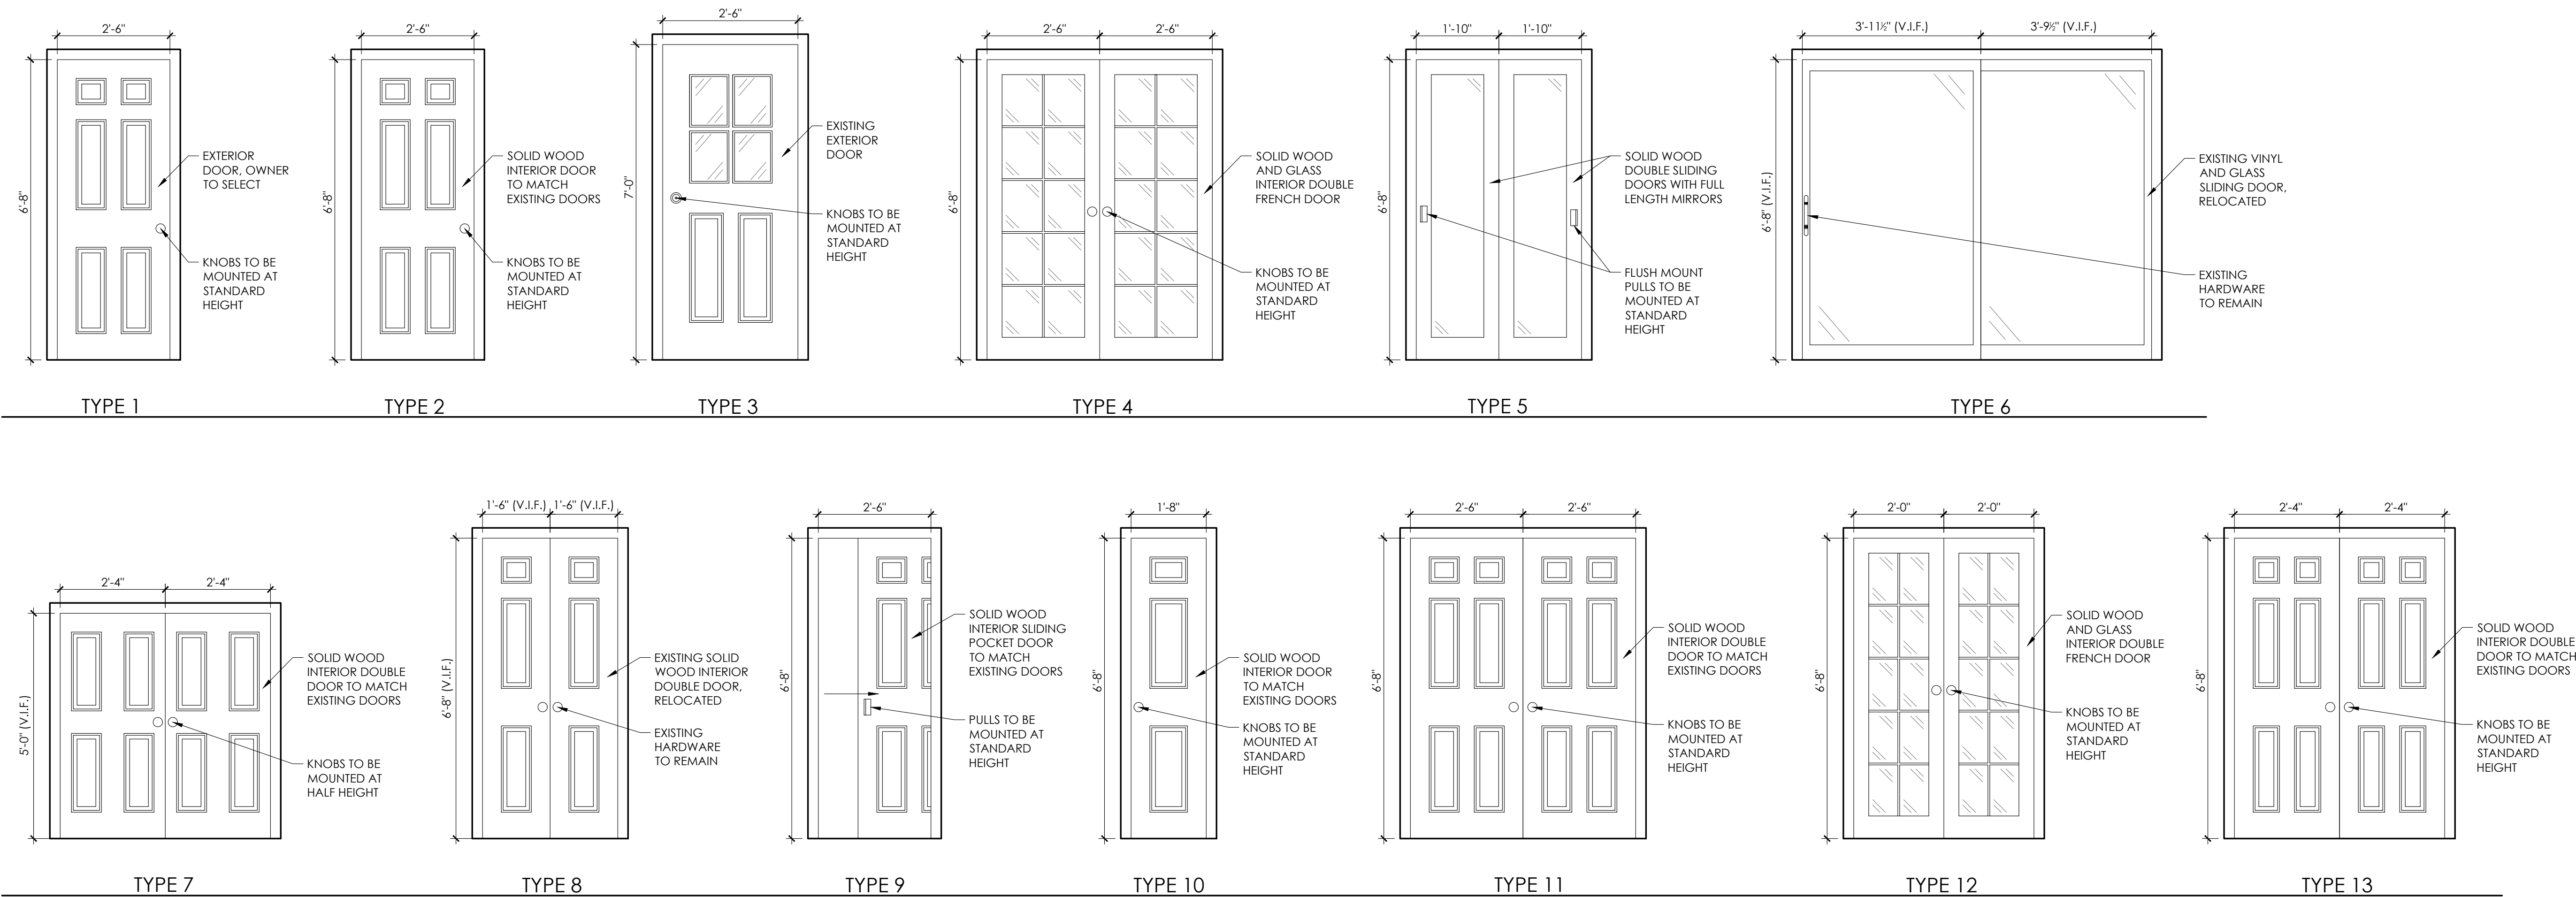 2'-6"
6'-8"
EXTERIOR
DOOR, OWNER
TO SELECT
KNOBS TO BE
MOUNTED AT
STANDARD
HEIGHT
TYPE 1
2'-6"
6'-8"
SOLID WOOD
INTERIOR DOOR
TO MATCH
EXISTING DOORS
KNOBS TO BE
MOUNTED AT
STANDARD
HEIGHT
TYPE 2
2'-6"
7'-0"
EXISTING
EXTERIOR
DOOR
KNOBS TO BE
MOUNTED AT
STANDARD
HEIGHT
TYPE 3
2'-6" 2'-6"
6'-8"
SOLID WOOD
AND GLASS
INTERIOR DOUBLE
FRENCH DOOR
KNOBS TO BE
MOUNTED AT
STANDARD
HEIGHT
TYPE 4
1'-10" 1'-10"
6'-8"
SOLID WOOD
DOUBLE SLIDING
DOORS WITH FULL
LENGTH MIRRORS
FLUSH MOUNT
PULLS TO BE
MOUNTED AT
STANDARD
HEIGHT
TYPE 5
3'-11½" (V.I.F.) 3'-9½" (V.I.F.)
6'-8" (V.I.F.)
EXISTING VINYL
AND GLASS
SLIDING DOOR,
RELOCATED
EXISTING
HARDWARE
TO REMAIN
TYPE 6
2'-4" 2'-4"
5'-0" (V.I.F.)
SOLID WOOD
INTERIOR DOUBLE
DOOR TO MATCH
EXISTING DOORS
KNOBS TO BE
MOUNTED AT
HALF HEIGHT
TYPE 7
1'-6" (V.I.F.) 1'-6" (V.I.F.)
6'-8" (V.I.F.)
EXISTING SOLID
WOOD INTERIOR
DOUBLE DOOR,
RELOCATED
EXISTING
HARDWARE
TO REMAIN
TYPE 8
2'-6"
6'-8"
SOLID WOOD
INTERIOR SLIDING
POCKET DOOR
TO MATCH
EXISTING DOORS
PULLS TO BE
MOUNTED AT
STANDARD
HEIGHT
TYPE 9
1'-8"
6'-8"
SOLID WOOD
INTERIOR DOOR
TO MATCH
EXISTING DOORS
KNOBS TO BE
MOUNTED AT
STANDARD
HEIGHT
TYPE 10
2'-6" 2'-6"
6'-8"
SOLID WOOD
INTERIOR DOUBLE
DOOR TO MATCH
EXISTING DOORS
KNOBS TO BE
MOUNTED AT
STANDARD
HEIGHT
TYPE 11
2'-0" 2'-0"
6'-8"
SOLID WOOD
AND GLASS
INTERIOR DOUBLE
FRENCH DOOR
KNOBS TO BE
MOUNTED AT
STANDARD
HEIGHT
TYPE 12
2'-4" 2'-4"
6'-8"
SOLID WOOD
INTERIOR DOUBLE
DOOR TO MATCH
EXISTING DOORS
KNOBS TO BE
MOUNTED AT
STANDARD
HEIGHT
TYPE 13